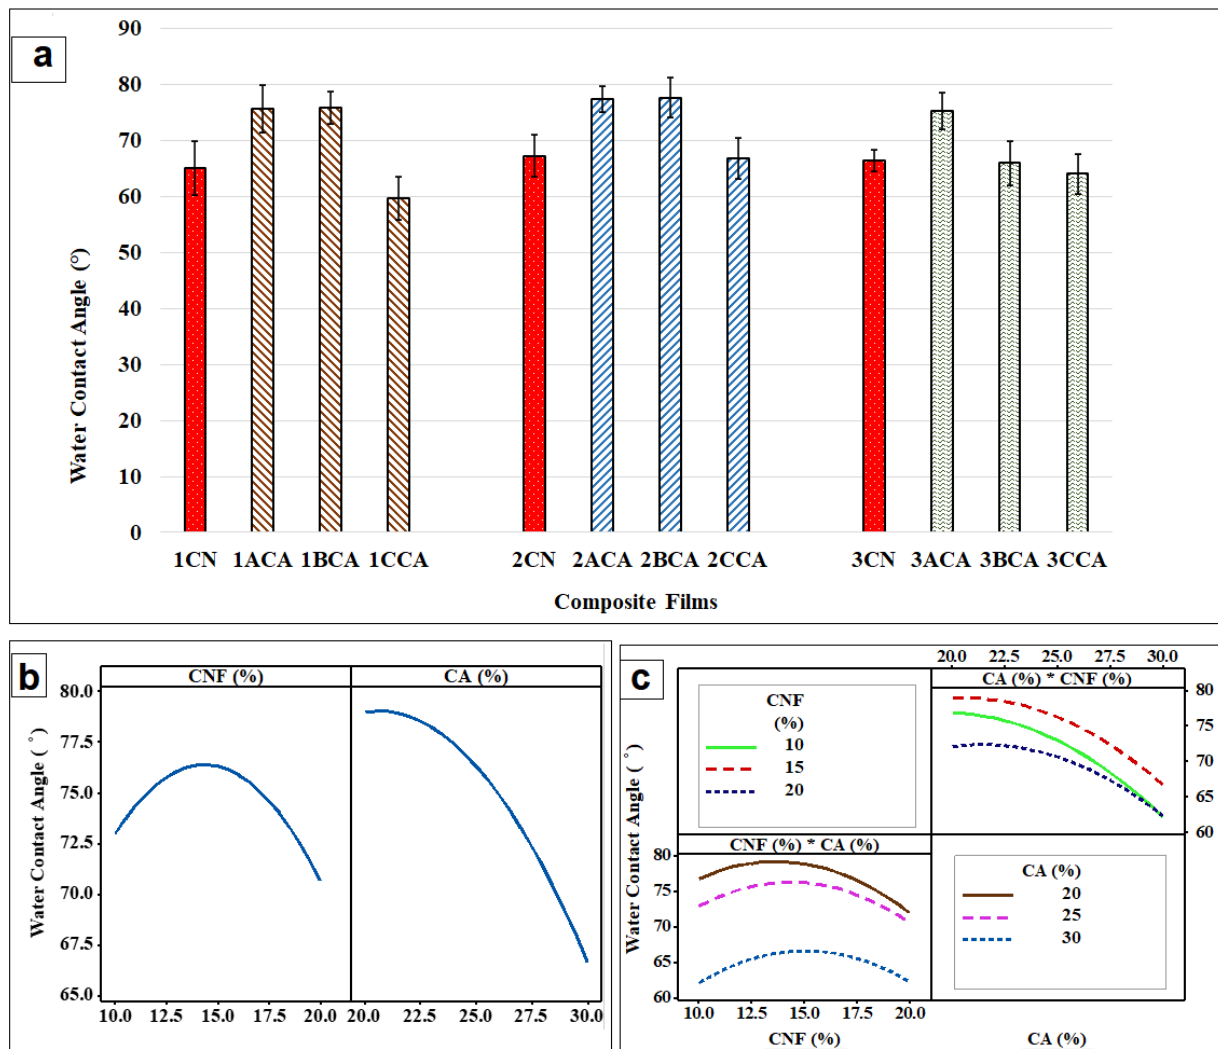 a
90
80
70
60
50
40
30
20
10
0
Water Contact Angle (°)
1CN 1ACA 1BCA 1CCA 2CN 2ACA 2BCA 2CCA 3CN 3ACA 3BCA 3CCA
Composite Films
b
CNF (%) CA (%)
80.0
77.5
75.0
72.5
70.0
67.5
65.0
Water Contact Angle ( ° )
10.0 12.5 15.0 17.5 20.0 20.0 22.5 25.0 27.5 30.0
c
20.0 22.5 25.0 27.5 30.0
CA (%) * CNF (%)
CNF
(%)
10
15
20
80
75
70
65
60
Water Contact Angle ( ° )
CNF (%) * CA (%)
80
75
70
65
60
CA (%)
20
25
30
10.0 12.5 15.0 17.5 20.0
CNF (%) CA (%)